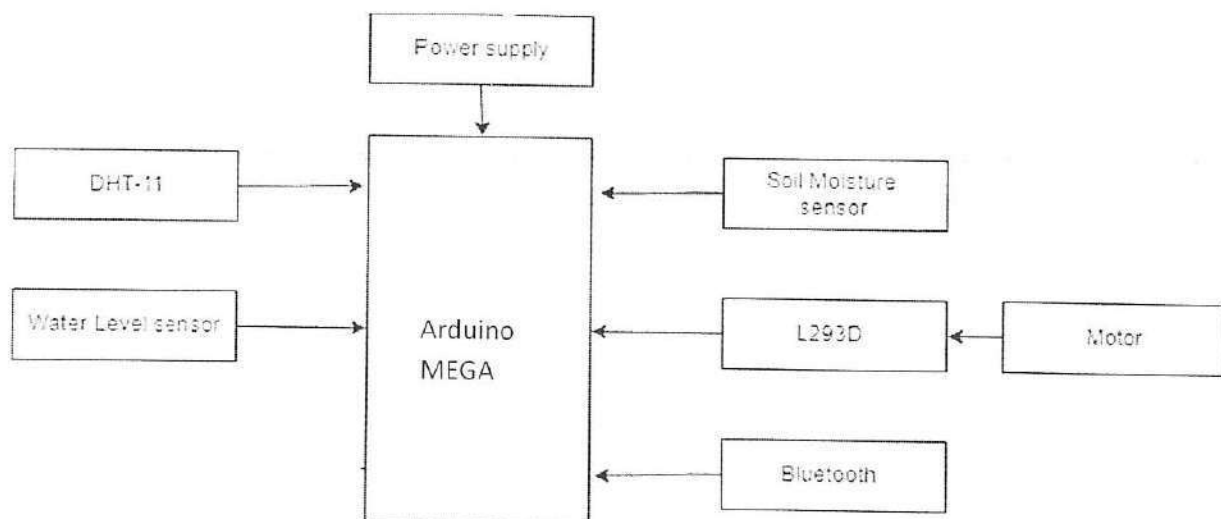 Power supply
DHT-11
Soil Moisture
sensor
Water Level sensor
Arduino
MEGA
L293D
Motor
Bluetooth